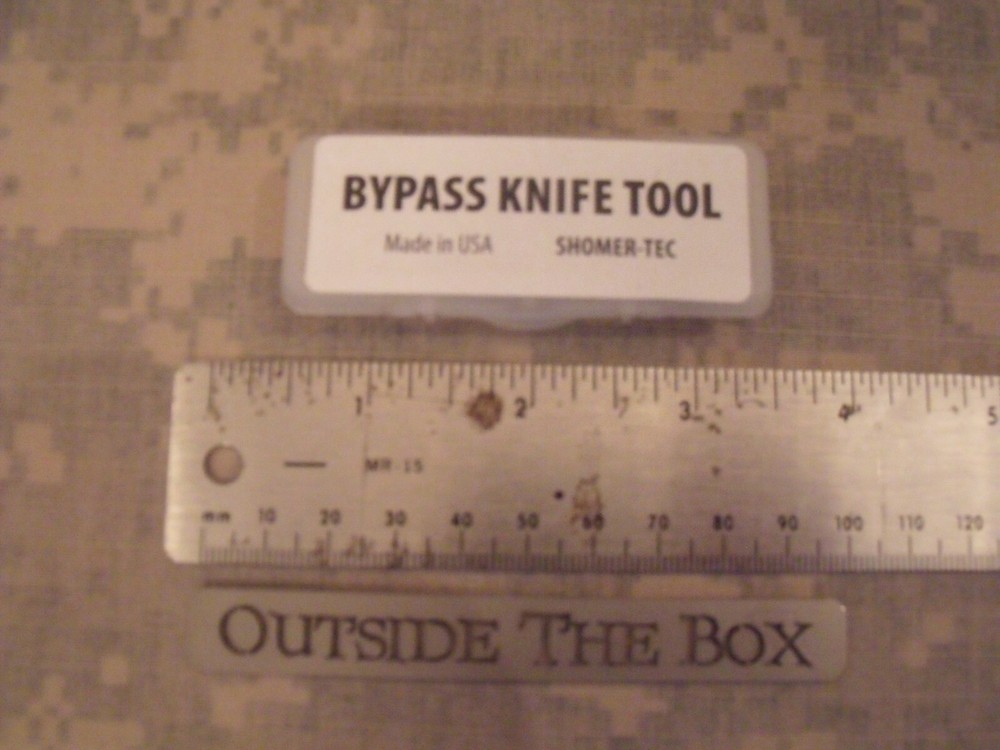 BYPASS KNIFE TOOL
Made in USA SHOMER-TEC
1 2 3 4 5
MR-15
mm 10 20 30 40 50 60 70 80 90 100 110 120
OUTSIDE THE BOX